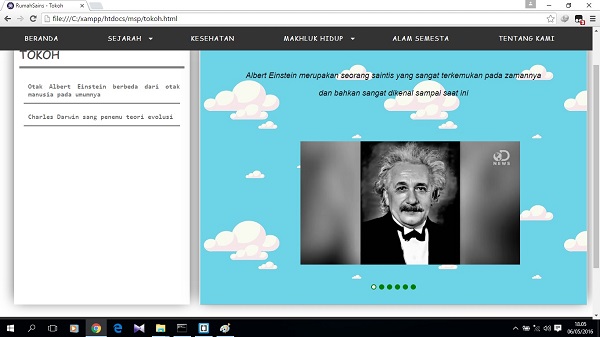 RumahSains - Tokoh
file:///C:/xampp/htdocs/msp/tokoh.html
BERANDA SEJARAH KESEHATAN MAKHLUK HIDUP ALAM SEMESTA TENTANG KAMI
TOKOH
Otak Albert Einstein berbeda dari otak
manusia pada umumnya
Charles Darwin sang penemu teori evolusi
Albert Einstein merupakan seorang saintis yang sangat terkemukan pada zamannya
dan bahkan sangat dikenal sampai saat ini
NEWS
18.05
06/05/2016